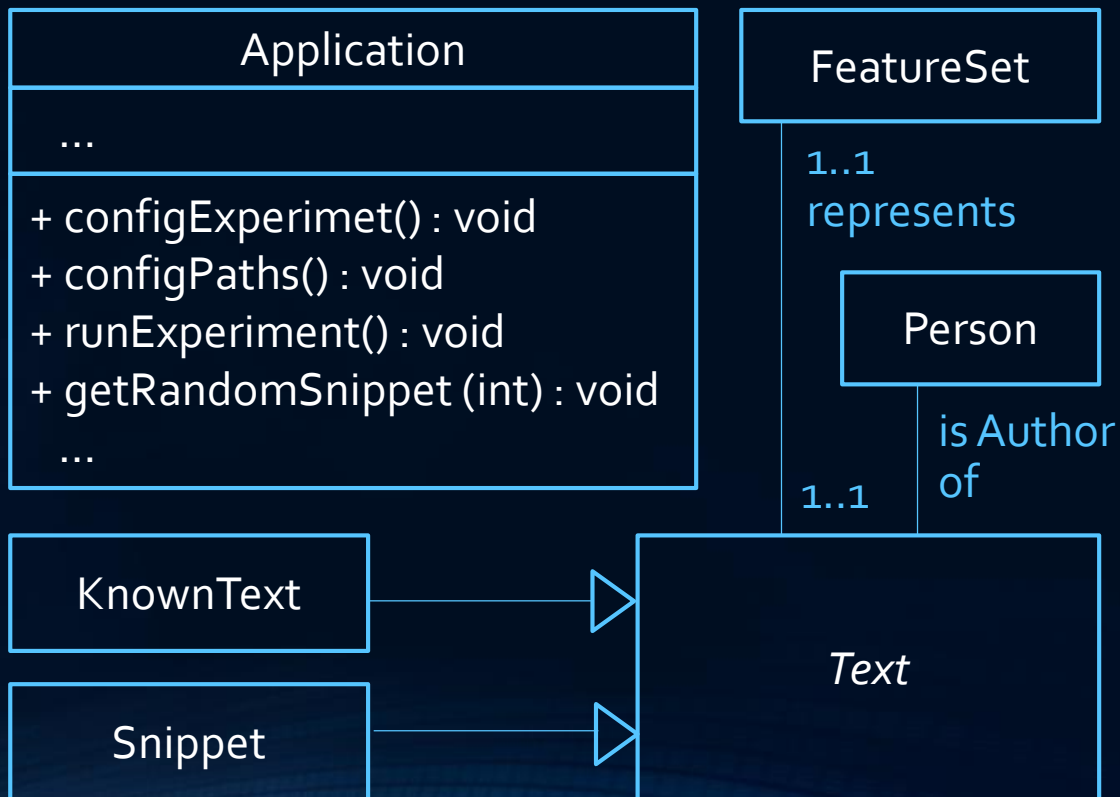 Application
...
+ configExperimet() : void
+ configPaths() : void
+ runExperiment() : void
+ getRandomSnippet (int) : void
...
FeatureSet
1..1
represents
Person
is Author
of
1..1
KnownText
Text
Snippet